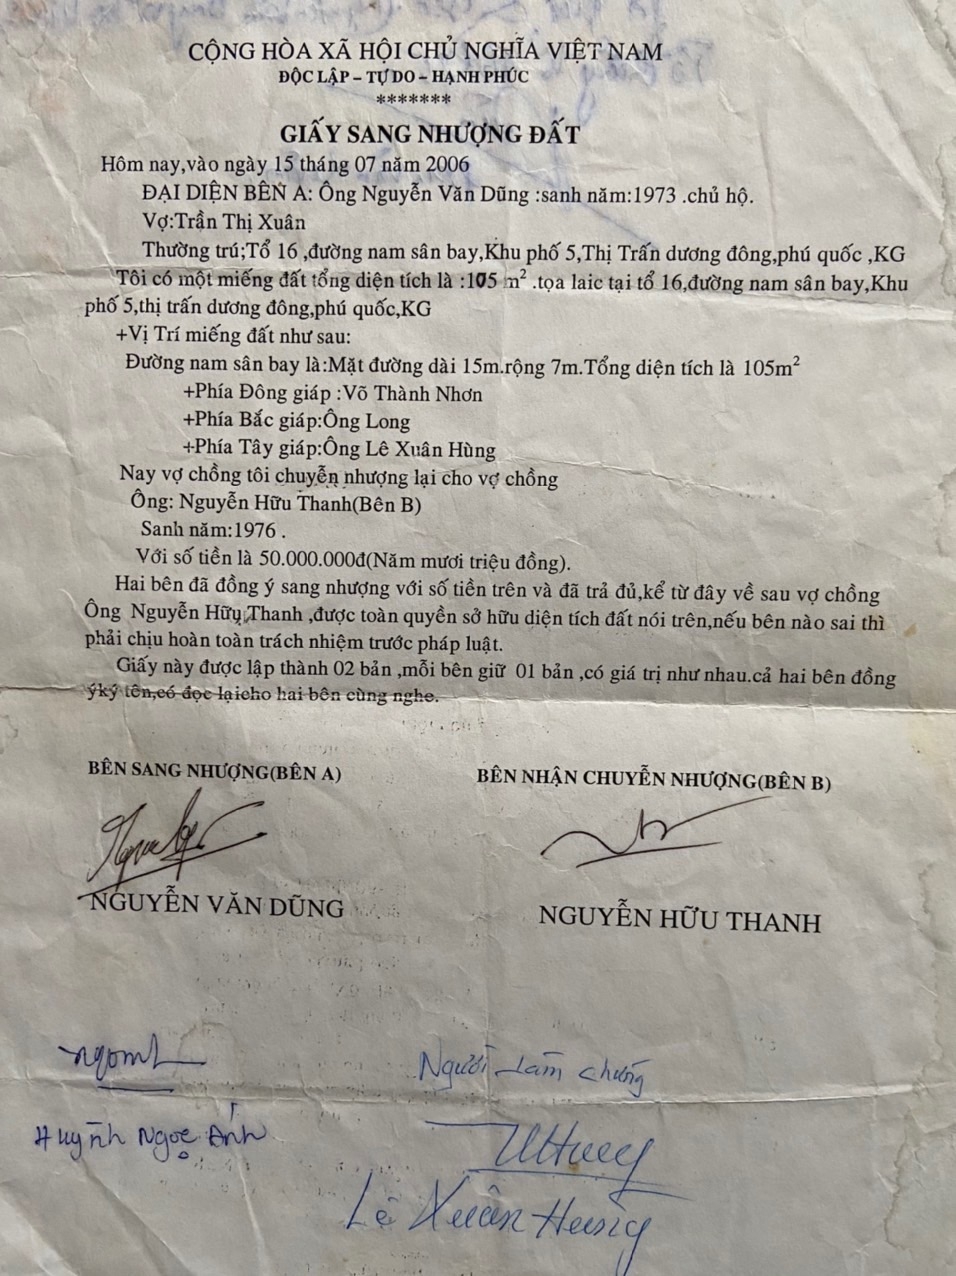 CỘNG HÒA XÃ HỘI CHỦ NGHĨA VIỆT NAM
ĐỘC LẬP – TỰ DO – HẠNH PHÚC
*******
GIẤY SANG NHƯỢNG ĐẤT
Hôm nay,vào ngày 15 tháng 07 năm 2006
ĐẠI DIỆN BÊN A: Ông Nguyễn Văn Dũng :sanh năm:1973 .chủ hộ.
Vợ:Trần Thị Xuân
Thường trú;Tổ 16 ,đường nam sân bay,Khu phố 5,Thị Trấn dương đông,phú quốc ,KG
Tôi có một miếng đất tổng diện tích là :105 m² .tọa laic tại tổ 16,đường nam sân bay,Khu
phố 5,thị trấn dương đông,phú quốc,KG
+Vị Trí miếng đất như sau:
Đường nam sân bay là:Mặt đường dài 15m.rộng 7m.Tổng diện tích là 105m²
+Phía Đông giáp :Võ Thành Nhơn
+Phía Bắc giáp:Ông Long
+Phía Tây giáp:Ông Lê Xuân Hùng
Nay vợ chồng tôi chuyễn nhượng lại cho vợ chồng
Ông: Nguyễn Hữu Thanh(Bên B)
Sanh năm:1976 .
Với số tiền là 50.000.000đ(Năm mươi triệu đồng).
Hai bên đã đồng ý sang nhượng với số tiền trên và đã trả đủ,kể từ đây về sau vợ chồng
Ông Nguyễn Hữu Thanh ,được toàn quyền sở hữu diện tích đất nói trên,nếu bên nào sai thì
phải chịu hoàn toàn trách nhiệm trước pháp luật.
Giấy này được lập thành 02 bản ,mỗi bên giữ 01 bản ,có giá trị như nhau.cả hai bên đồng
ýký tên,có đọc lạicho hai bên cùng nghe.
BÊN SANG NHƯỢNG(BÊN A)
BÊN NHẬN CHUYỄN NHƯỢNG(BÊN B)
NGUYỄN VĂN DŨNG
NGUYỄN HỮU THANH
Người làm chứng
Huỳnh Ngọc Ánh
Lê Xuân Hùng